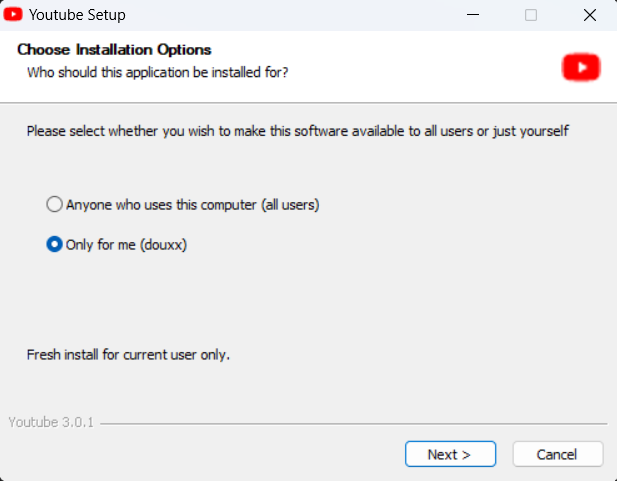 Youtube Setup
Choose Installation Options
Who should this application be installed for?
Please select whether you wish to make this software available to all users or just yourself
Anyone who uses this computer (all users)
Only for me (douxx)
Fresh install for current user only.
Youtube 3.0.1
Next >
Cancel